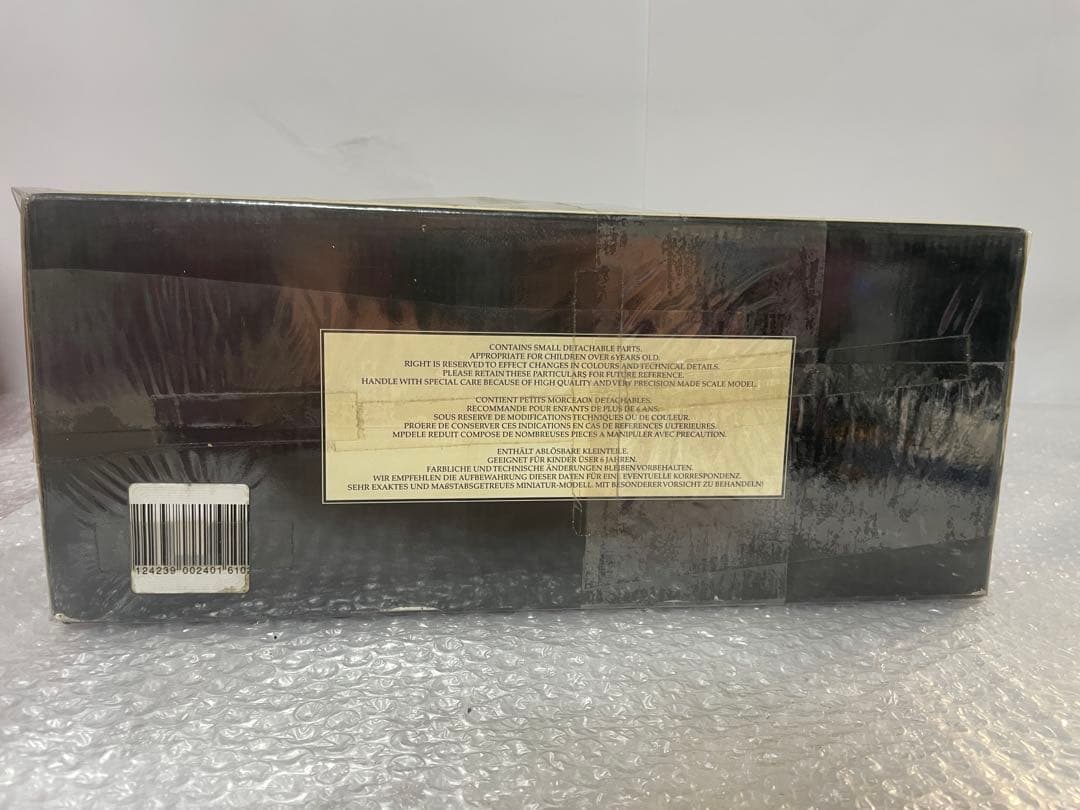 CONTAINS SMALL DETACHABLE PARTS.
APPROPRIATE FOR CHILDREN OVER 6 YEARS OLD.
RIGHT IS RESERVED TO EFFECT CHANGES IN COLOURS AND TECHNICAL DETAILS.
PLEASE RETAIN THESE PARTICULARS FOR FUTURE REFERENCE.
HANDLE WITH SPECIAL CARE BECAUSE OF HIGH QUALITY AND VERY PRECISION MADE SCALE MODEL.
CONTIENT PETITS MORCEAOX DETACHABLES.
RECOMMANDE POUR ENFANTS DE PLUS DE 6 ANS.
SOUS RESERVE DE MODIFICATIONS TECHNIQUES OU DE COULEUR.
PROERE DE CONSERVER CES INDICATIONS EN CAS DE REFERENCES ULTERIEURES.
MPDELE REDUIT COMPOSE DE NOMBREUSES PIECES A MANIPULER AVEC PRECAUTION.
ENTHÄLT ABLÖSBARE KLEINTEILE.
GEEIGNET FÜR KINDER ÜSER 6 JAHREN.
FARBLICHE UND TECHNISCHE ÄNDERUNGEN BLEIBEN VORBEHALTEN.
WIR EMPFEHLEN DIE AUFBEWAHRUNG DIESER DATEN FÜR EINE EVENTUELLE KORRESPONDENZ.
SEHR EXAKTES UND MAßSTABSGETREUES MINIATUR-MODELL. MIT BESONDERER VORSICHT ZU BEHANDELN!
124239 002401 610